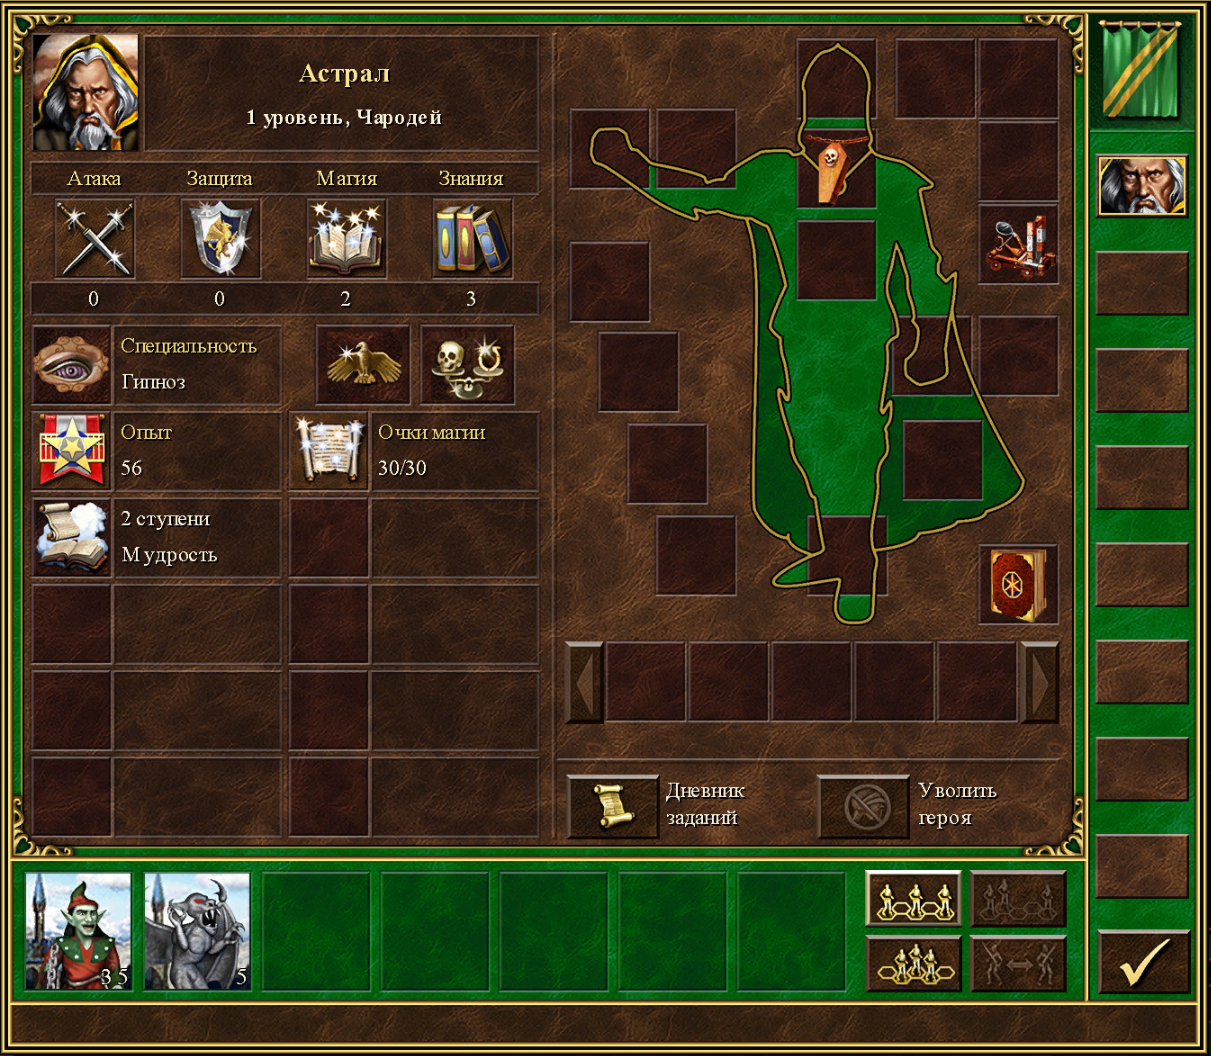 Астрал
1 уровень, Чародей
Атака Защита Магия Знания
0 0 2 3
Специальность
Гипноз
Опыт
56
Очки магии
30/30
2 ступени
Мудрость
Дневник
заданий
Уволить
героя
35 5